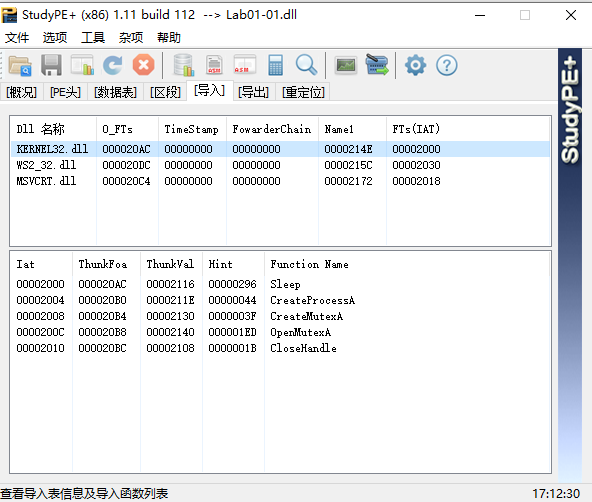 StudyPE+ (x86) 1.11 build 112 --> Lab01-01.dll
文件 选项 工具 杂项 帮助
ASM ASM
[概况] [PE头] [数据表] [区段] [导入] [导出] [重定位]
StudyPE+
Dll 名称 O_FTs TimeStamp FowarderChain Name1 FTs(IAT)
KERNEL32.dll 000020AC 00000000 00000000 0000214E 00002000
WS2_32.dll 000020DC 00000000 00000000 0000215C 00002030
MSVCRT.dll 000020C4 00000000 00000000 00002172 00002018
Iat ThunkFoa ThunkVal Hint Function Name
00002000 000020AC 00002116 00000296 Sleep
00002004 000020B0 0000211E 00000044 CreateProcessA
00002008 000020B4 00002130 0000003F CreateMutexA
0000200C 000020B8 00002140 000001ED OpenMutexA
00002010 000020BC 00002108 0000001B CloseHandle
查看导入表信息及导入函数列表 17:12:30